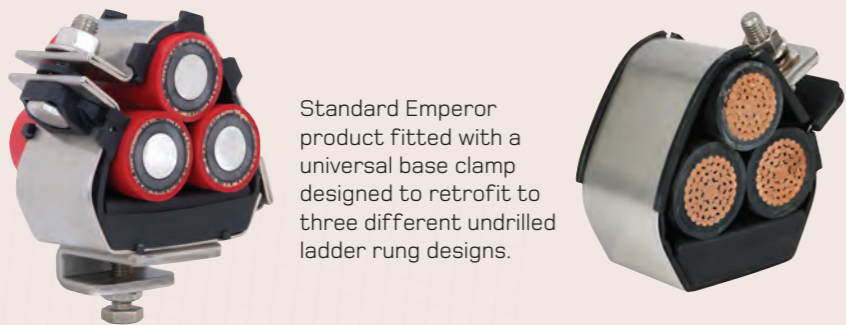 Standard Emperor
product fitted with a
universal base clamp
designed to retrofit to
three different undrilled
ladder rung designs.